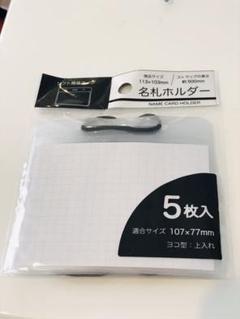 商品サイズ
113×103mm
ストラップの長さ
約900mm
名札ホルダー
NAME CARD HOLDER
5枚入
適合サイズ 107×77mm
ヨコ型：上入れ